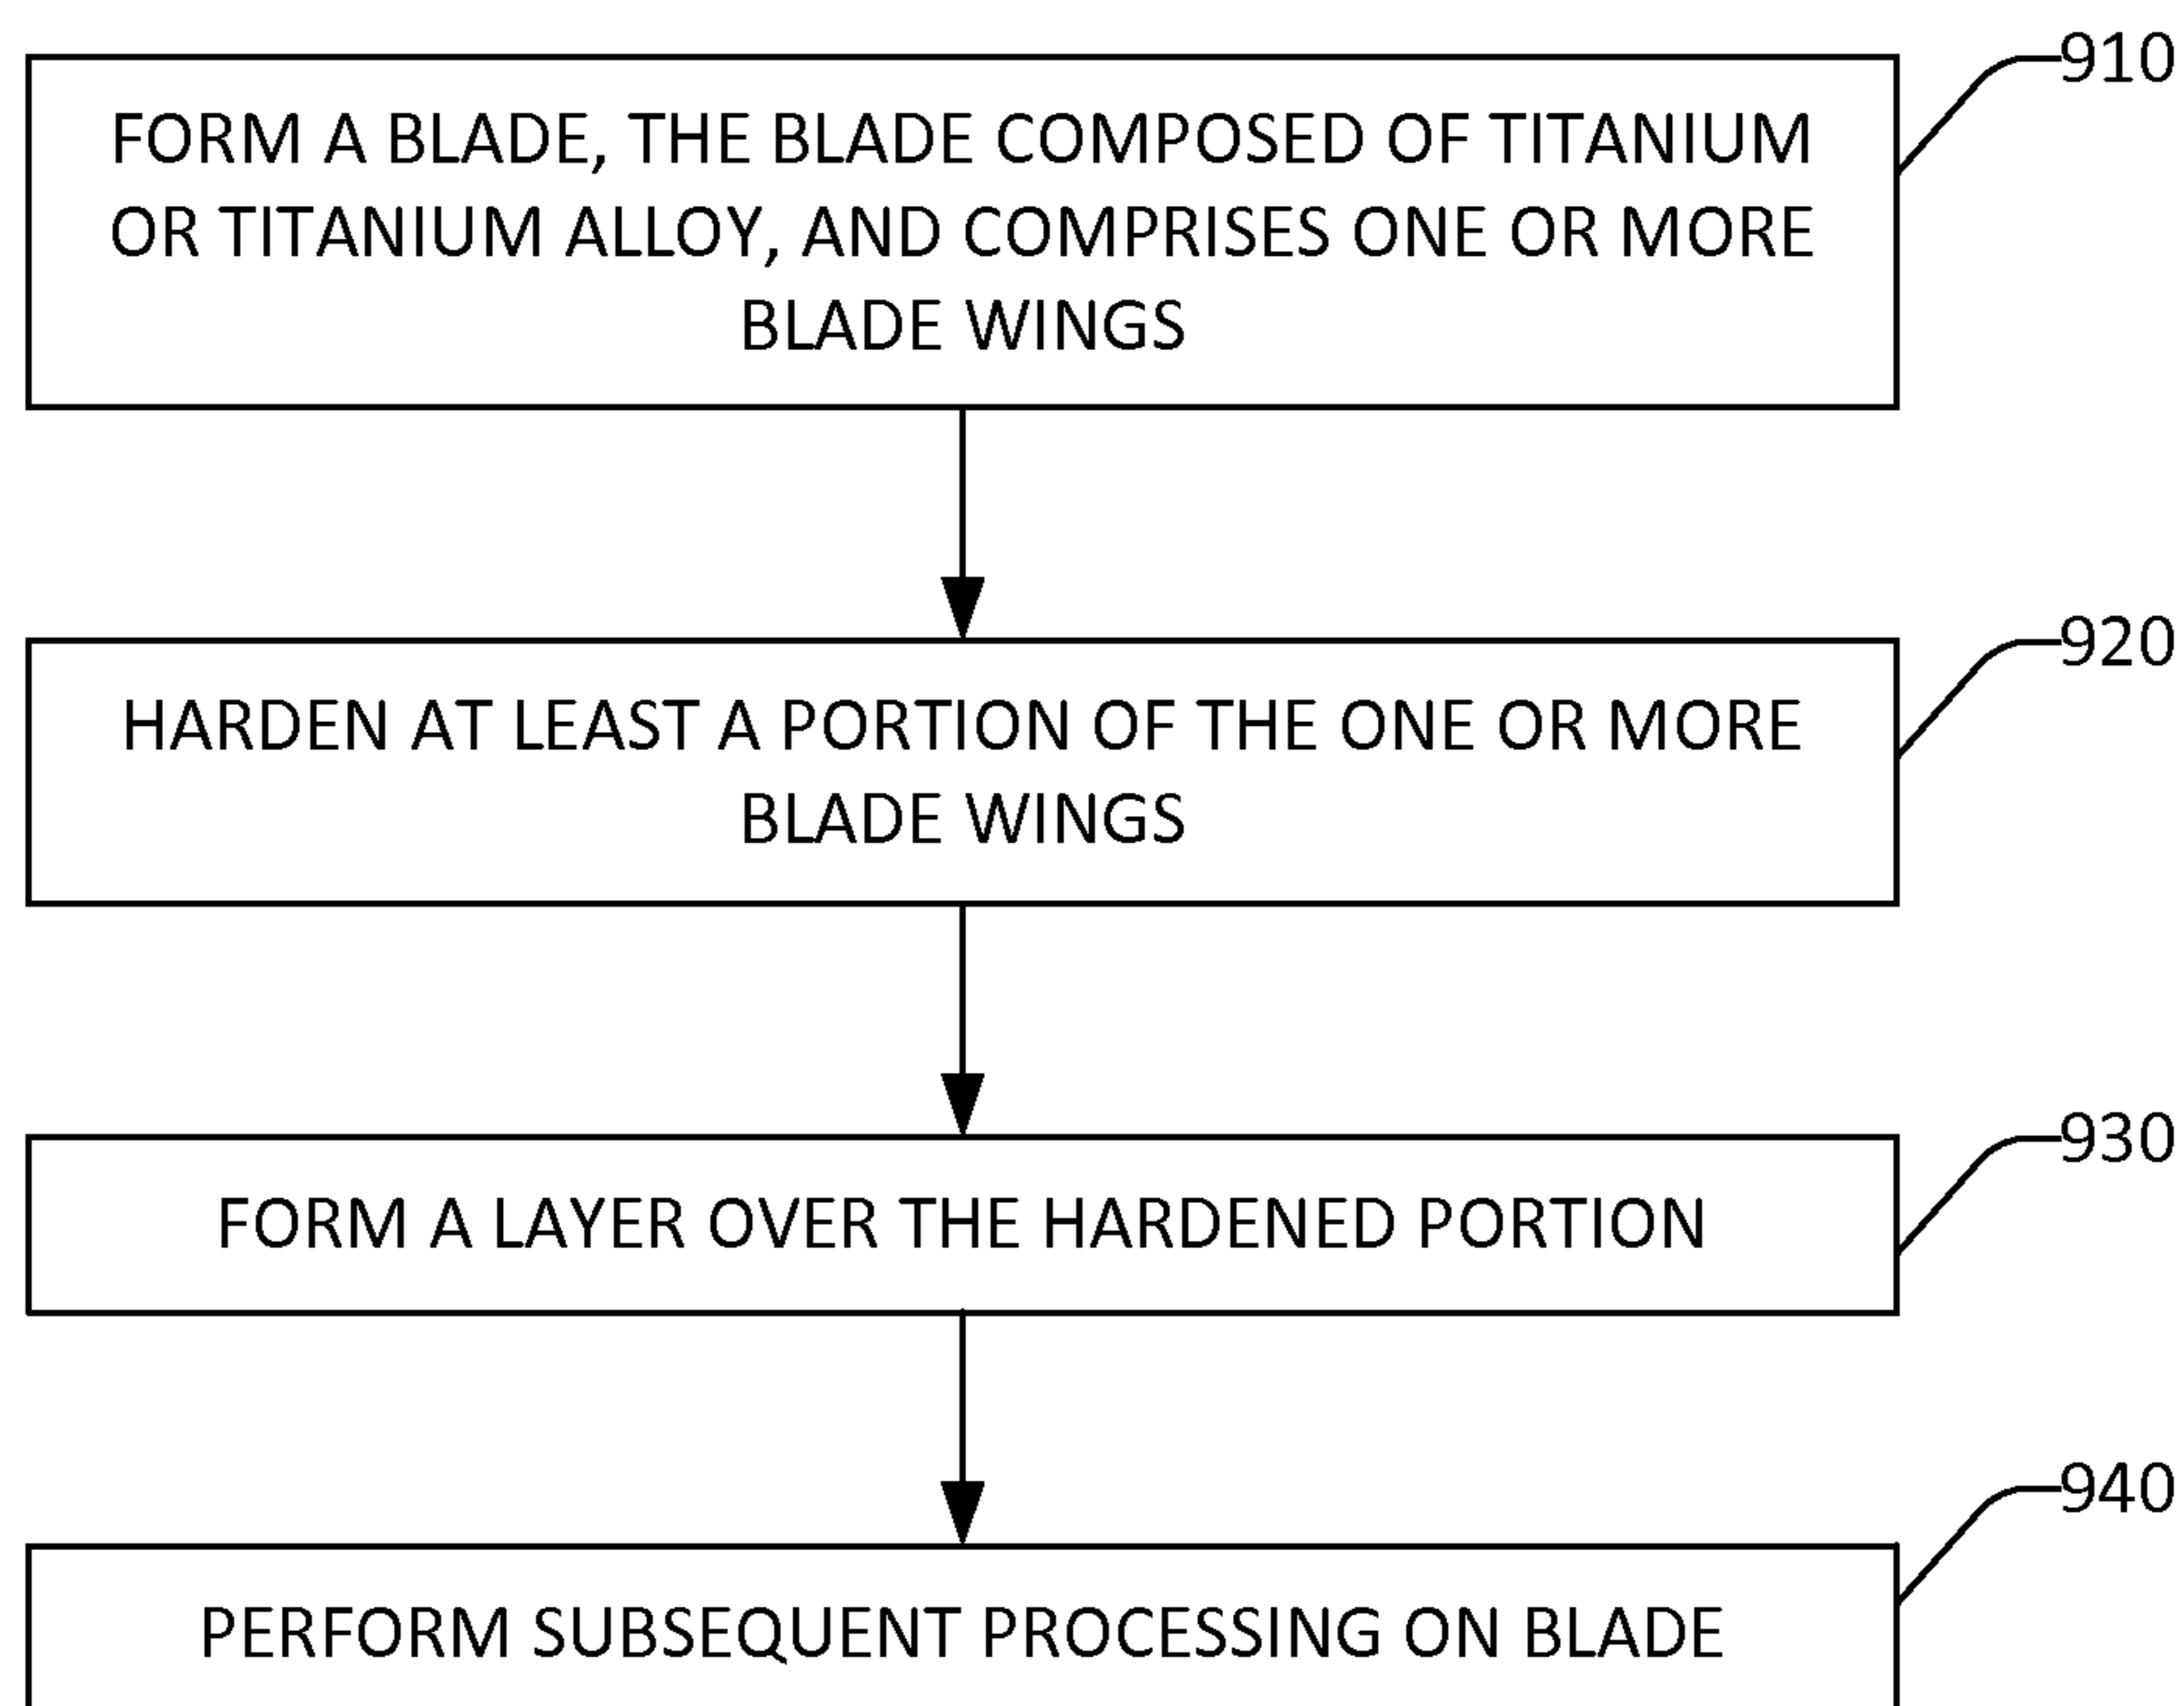 910
FORM A BLADE, THE BLADE COMPOSED OF TITANIUM
OR TITANIUM ALLOY, AND COMPRISES ONE OR MORE
BLADE WINGS
920
HARDEN AT LEAST A PORTION OF THE ONE OR MORE
BLADE WINGS
930
FORM A LAYER OVER THE HARDENED PORTION
940
PERFORM SUBSEQUENT PROCESSING ON BLADE